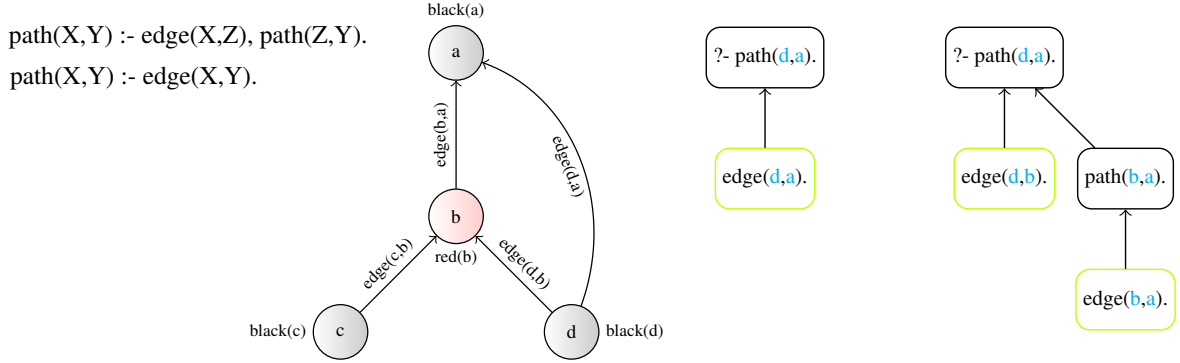 path(X,Y) :- edge(X,Z), path(Z,Y).
path(X,Y) :- edge(X,Y).
black(a)
a
edge(b,a)
edge(d,a)
b
red(b)
edge(c,b)
edge(d,b)
black(c)
c
d
black(d)
?- path(d,a).
edge(d,a).
?- path(d,a).
edge(d,b).
path(b,a).
edge(b,a).